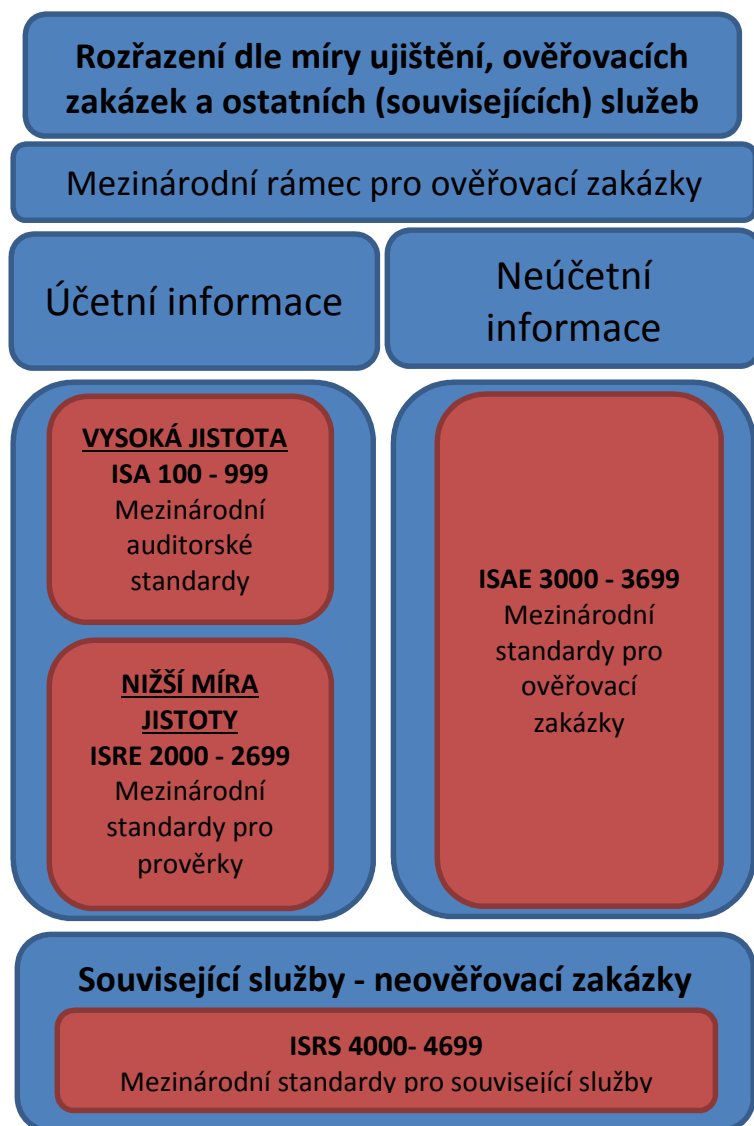 Rozřazení dle míry ujištění, ověřovacích
zakázek a ostatních (souvisejících) služeb
Mezinárodní rámec pro ověřovací zakázky
Účetní informace
Neúčetní
informace
VYSOKÁ JISTOTA
ISA 100 - 999
Mezinárodní
auditorské
standardy
NIŽŠÍ MÍRA
JISTOTY
ISRE 2000 - 2699
Mezinárodní
standardy pro
prověrky
ISAE 3000 - 3699
Mezinárodní
standardy pro
ověřovací
zakázky
Související služby - neověřovací zakázky
ISRS 4000- 4699
Mezinárodní standardy pro související služby